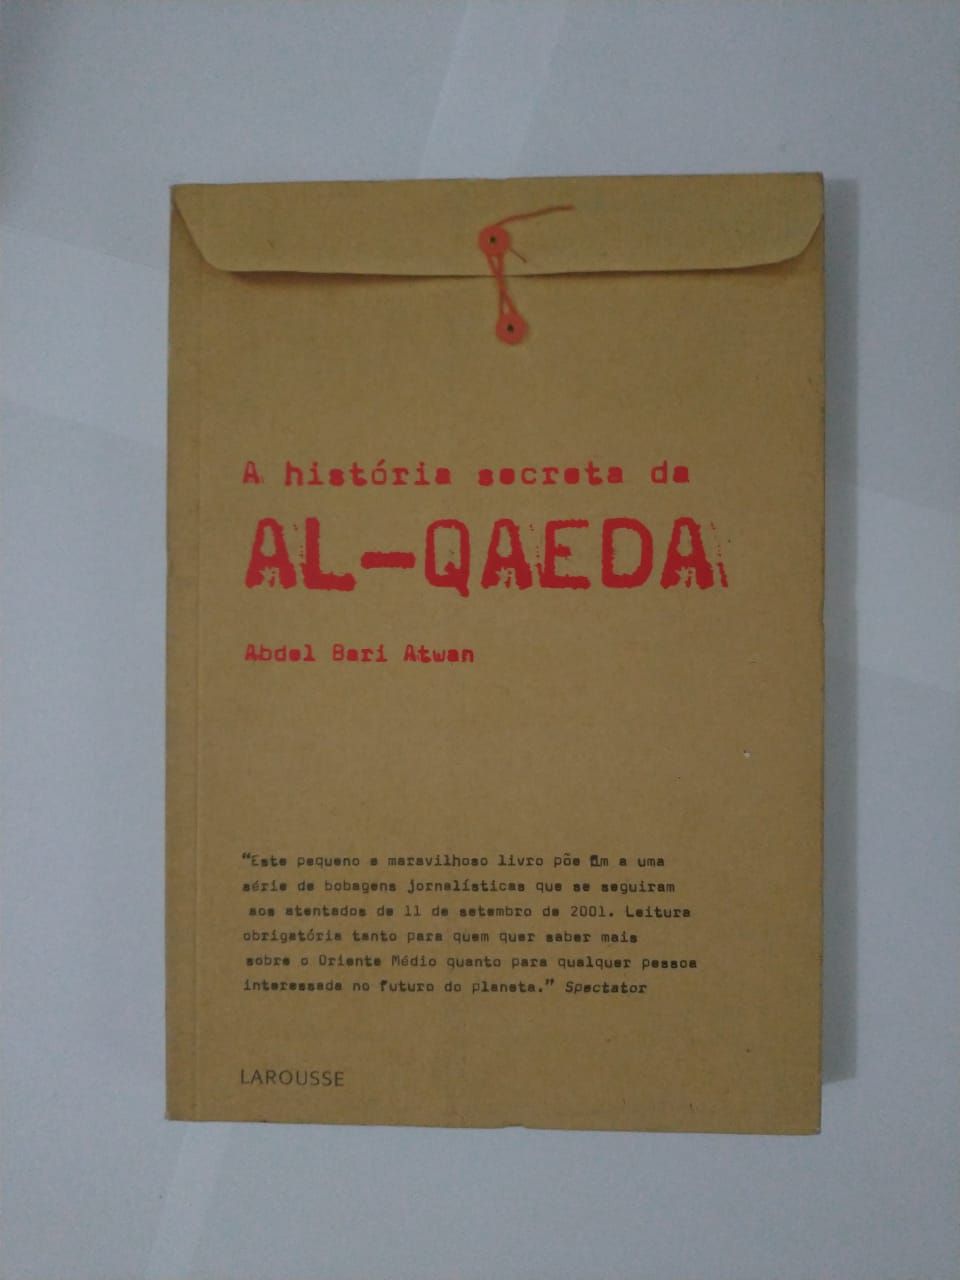 A história secreta da
AL-QAEDA
Abdel Bari Atwan
“Este pequeno e maravilhoso livro põe fim a uma
série de bobagens jornalísticas que se seguiram
aos atentados de 11 de setembro de 2001. Leitura
obrigatória tanto para quem quer saber mais
sobre o Oriente Médio quanto para qualquer pessoa
interessada no futuro do planeta.” Spectator
LAROUSSE